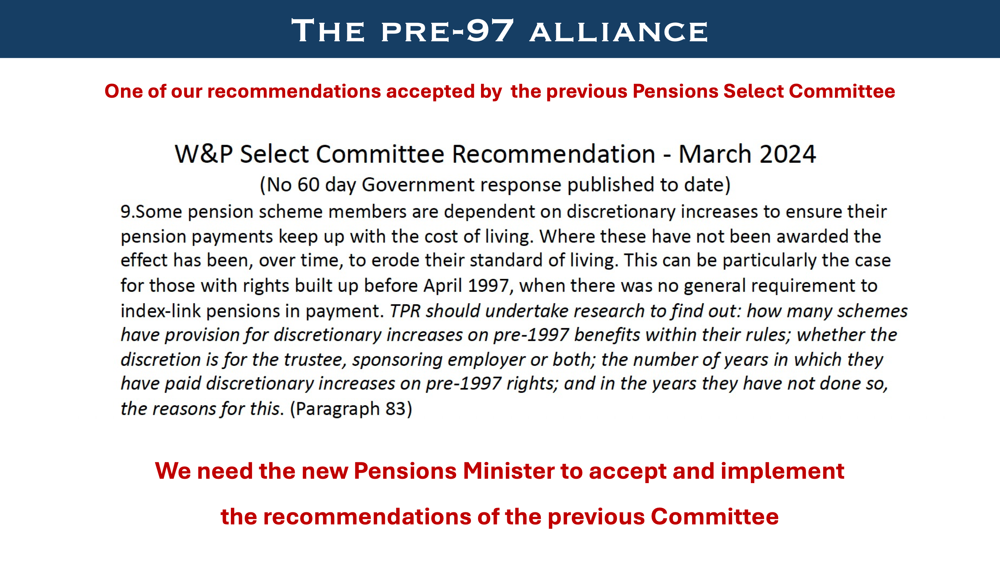 THE PRE-97 ALLIANCE
One of our recommendations accepted by the previous Pensions Select Committee
W&P Select Committee Recommendation - March 2024
(No 60 day Government response published to date)
9.Some pension scheme members are dependent on discretionary increases to ensure their
pension payments keep up with the cost of living. Where these have not been awarded the
effect has been, over time, to erode their standard of living. This can be particularly the case
for those with rights built up before April 1997, when there was no general requirement to
index-link pensions in payment. TPR should undertake research to find out: how many schemes
have provision for discretionary increases on pre-1997 benefits within their rules; whether the
discretion is for the trustee, sponsoring employer or both; the number of years in which they
have paid discretionary increases on pre-1997 rights; and in the years they have not done so,
the reasons for this. (Paragraph 83)
We need the new Pensions Minister to accept and implement
the recommendations of the previous Committee